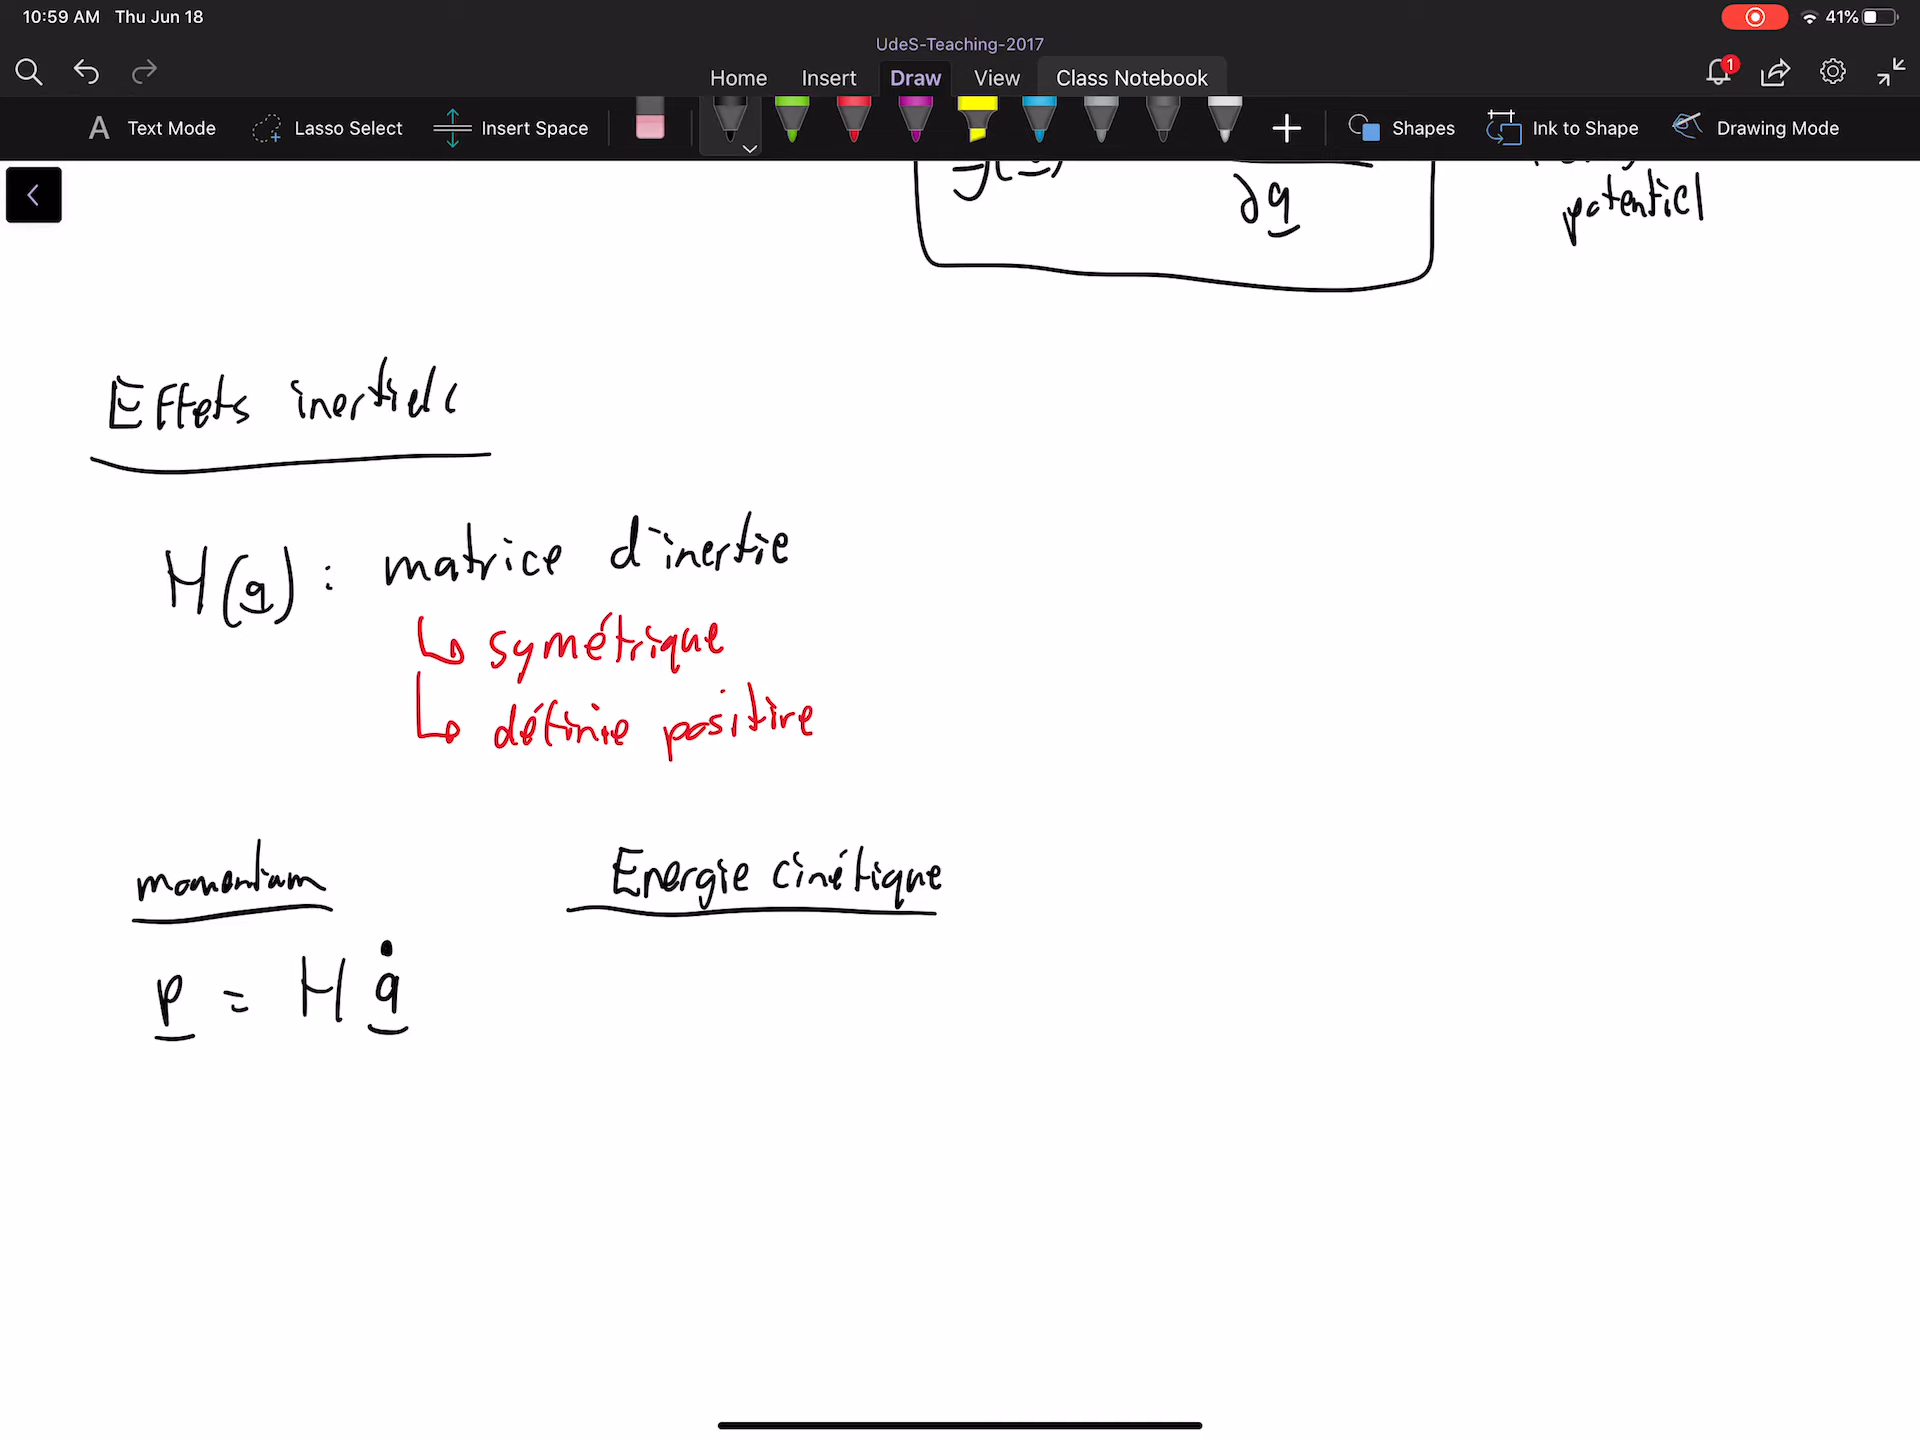 10:59 AM Thu Jun 18
41%
UdeS-Teaching-2017
Home Insert Draw View Class Notebook
1
A Text Mode Lasso Select Insert Space Shapes Ink to Shape Drawing Mode
∂q
potentiel
Effets inertiels
H(q) : matrice d'inertie
↳ symétrique
↳ définie positive
momentum Energie cinétique
p = H q̇